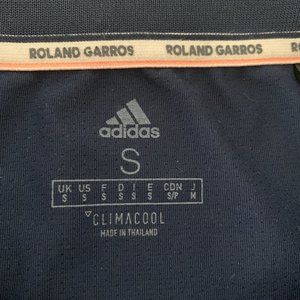 ROLAND GARROS ROLAND GARROS
adidas
S
UK US F D I E CDN J
S S S S S S S/P M
CLIMACOOL
MADE IN THAILAND